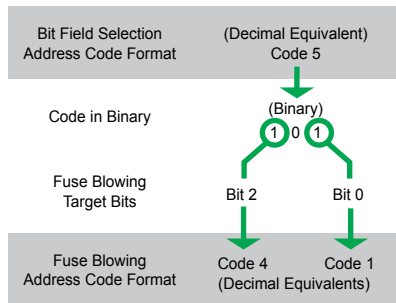 Bit Field Selection
Address Code Format
(Decimal Equivalent)
Code 5
Code in Binary
(Binary)
1 0 1
Fuse Blowing
Target Bits
Bit 2
Bit 0
Fuse Blowing
Address Code Format
Code 4
Code 1
(Decimal Equivalents)